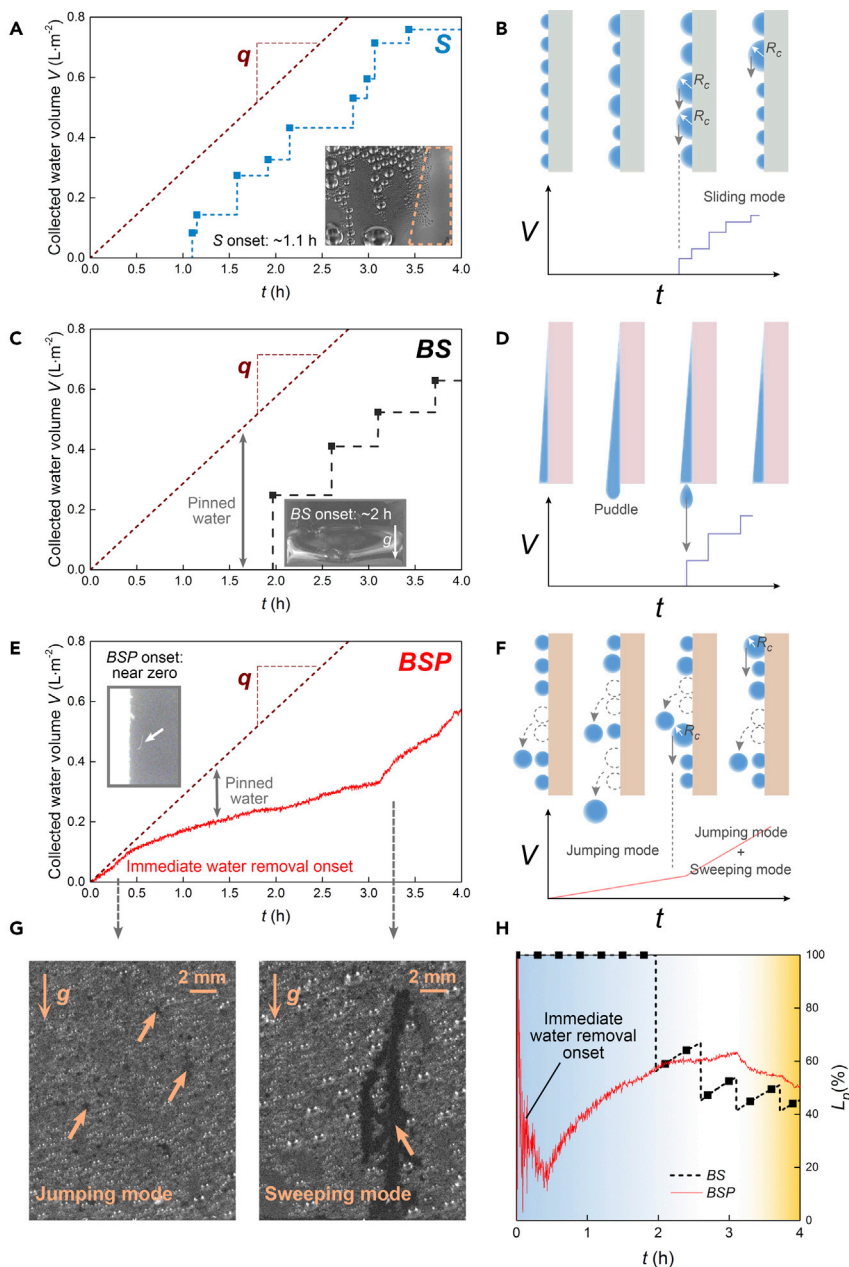 A
Collected water volume V (L·m⁻²)
0.8
0.6
0.4
0.2
0.0
q
S
S onset: ~1.1 h
0.0 0.5 1.0 1.5 2.0 2.5 3.0 3.5 4.0
t (h)
B
Rc
Rc
Rc
Sliding mode
V
t
C
Collected water volume V (L·m⁻²)
0.8
0.6
0.4
0.2
0.0
q
BS
Pinned
water
BS onset: ~2 h
g
0.0 0.5 1.0 1.5 2.0 2.5 3.0 3.5 4.0
t (h)
D
Puddle
V
t
E
Collected water volume V (L·m⁻²)
0.8
0.6
0.4
0.2
0.0
BSP onset:
near zero
q
BSP
Pinned
water
Immediate water removal onset
0.0 0.5 1.0 1.5 2.0 2.5 3.0 3.5 4.0
t (h)
F
Rc
Rc
Jumping mode
Jumping mode
+
Sweeping mode
V
t
G
g
2 mm
Jumping mode
g
2 mm
Sweeping mode
H
Immediate
water removal
onset
BS
BSP
100
80
60
40
20
0
Lp(%)
0 1 2 3 4
t (h)